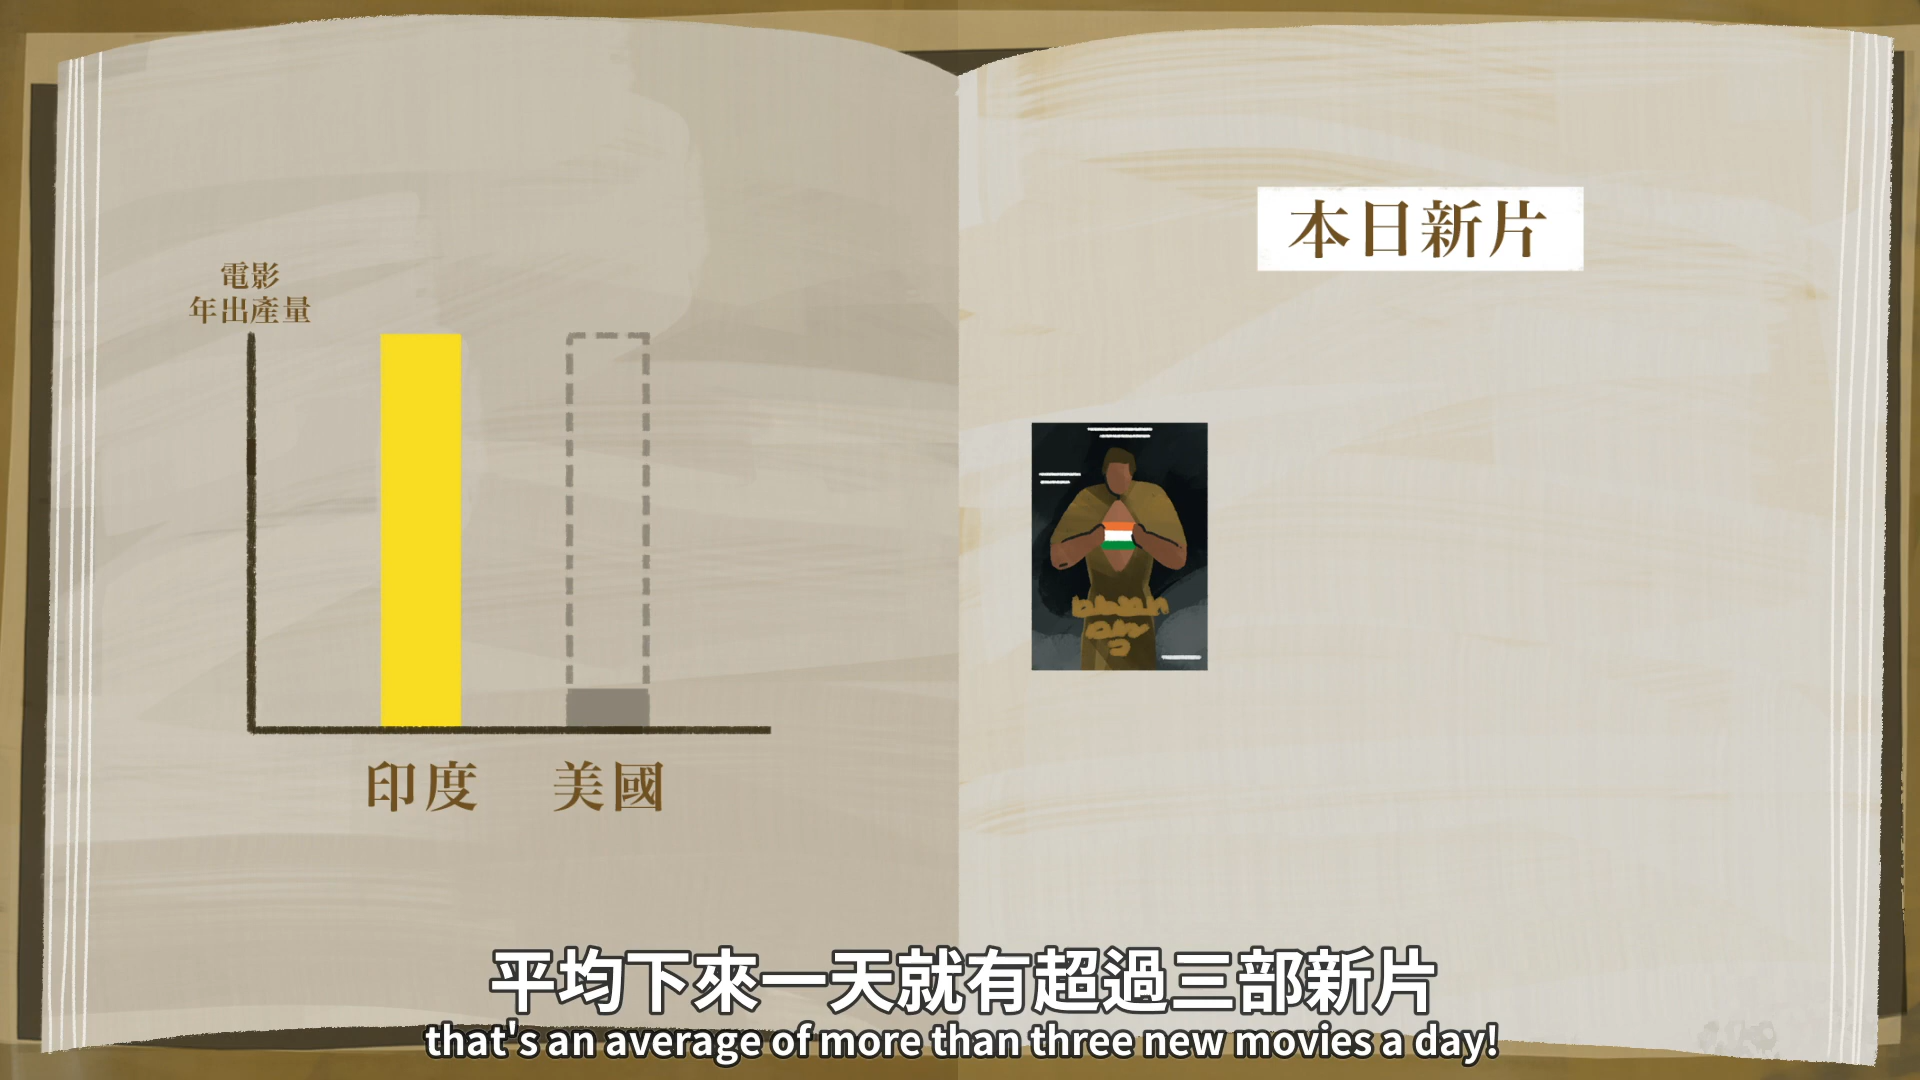 電影
年出產量
印度
美國
本日新片
平均下來一天就有超過三部新片
that's an average of more than three new movies a day!